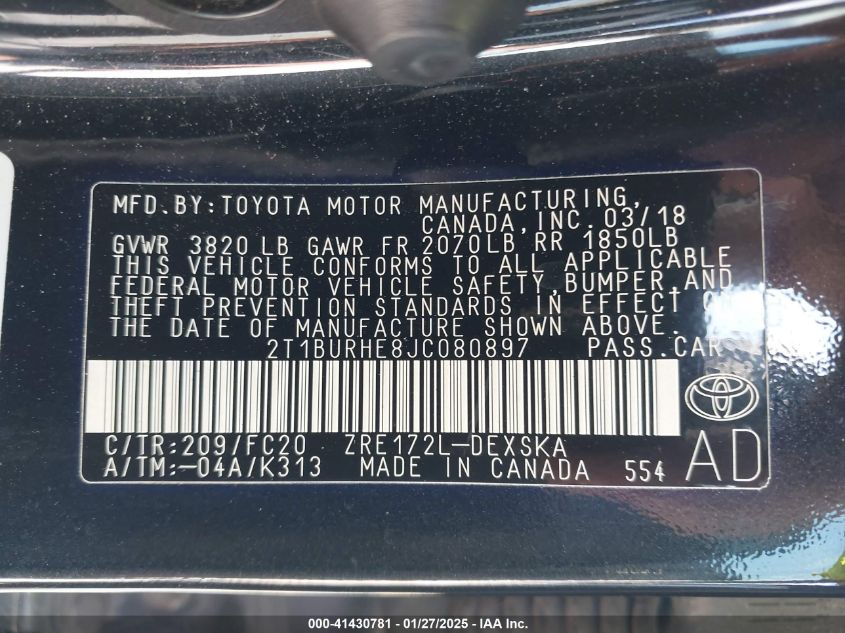 MFD.BY:TOYOTA MOTOR MANUFACTURING,
CANADA,INC. 03/18
GVWR 3820 LB GAWR FR 2070LB RR 1850LB
THIS VEHICLE CONFORMS TO ALL APPLICABLE
FEDERAL MOTOR VEHICLE SAFETY,BUMPER,AND
THEFT PREVENTION STANDARDS IN EFFECT ON
THE DATE OF MANUFACTURE SHOWN ABOVE.
2T1BURHE8JC080897 PASS.CAR
C/TR:209/FC20 ZRE172L-DEXSKA
A/TM:-04A/K313 MADE IN CANADA 554 AD
000-41430781 — 01/27/2025 — IAA Inc.